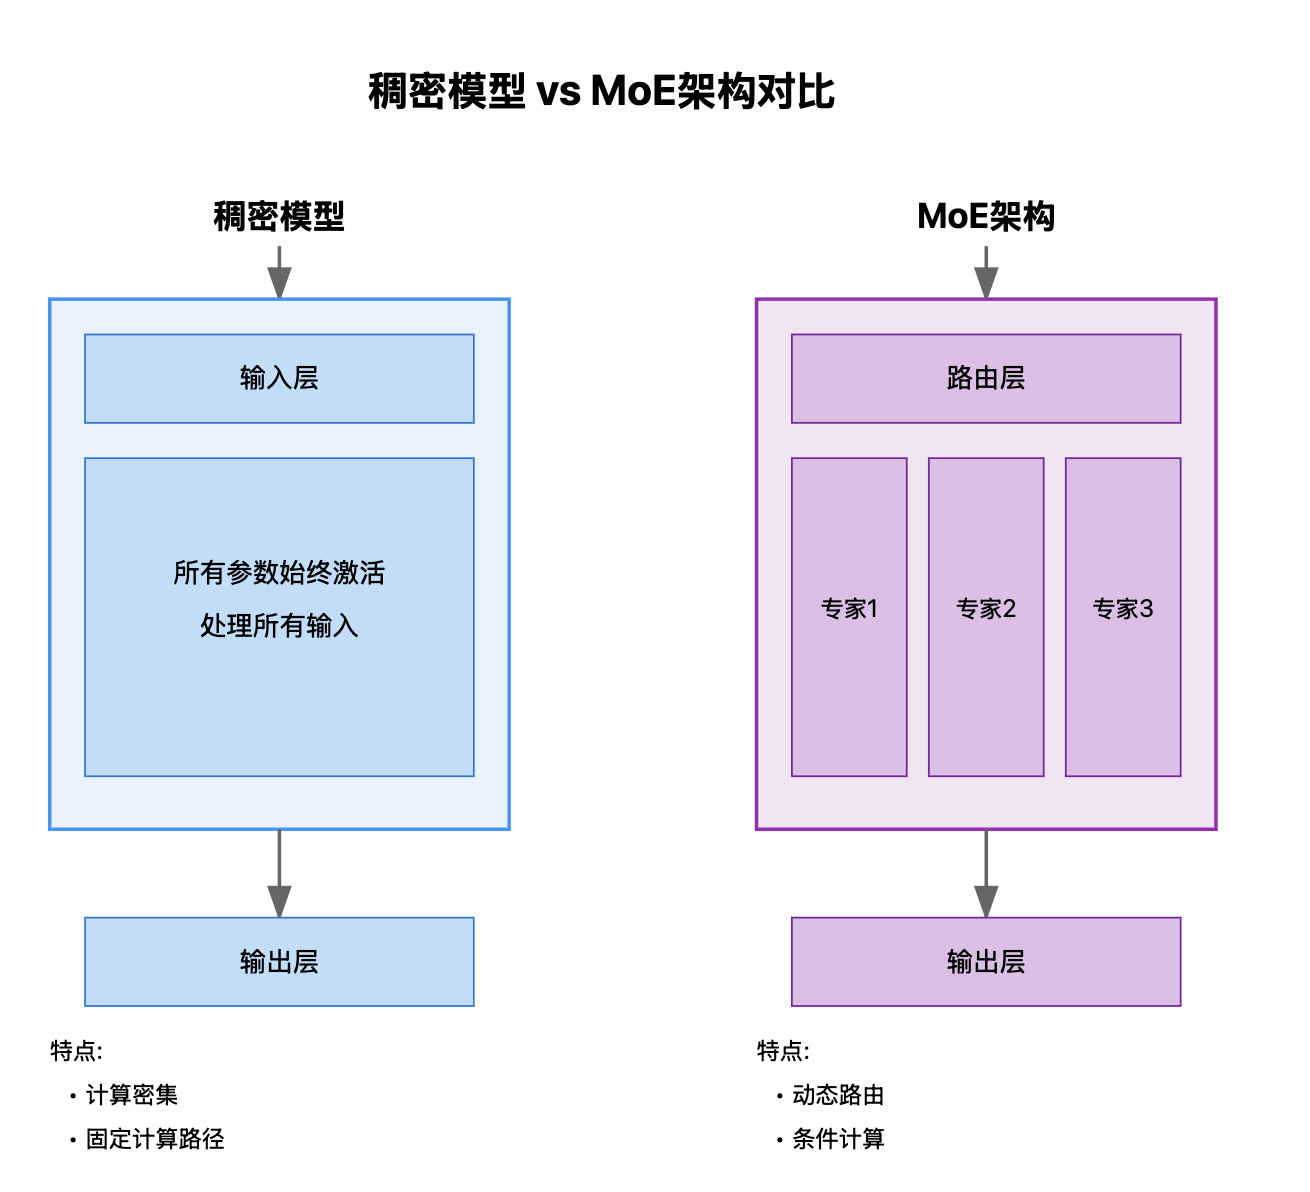 稠密模型 vs MoE架构对比
稠密模型
输入层
所有参数始终激活
处理所有输入
输出层
特点:
• 计算密集
• 固定计算路径
MoE架构
路由层
专家1
专家2
专家3
输出层
特点:
• 动态路由
• 条件计算